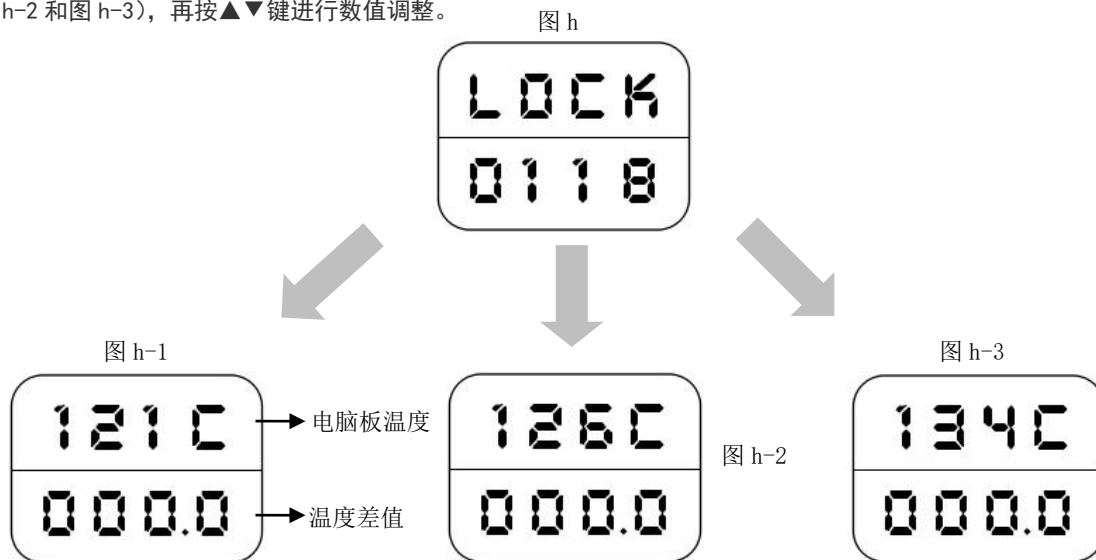 h-2 和图 h-3），再按▲▼键进行数值调整。
图 h
LOCK
0118
图 h-1
图 h-3
121C
电脑板温度
126C
图 h-2
134C
000.0
温度差值
000.0
000.0